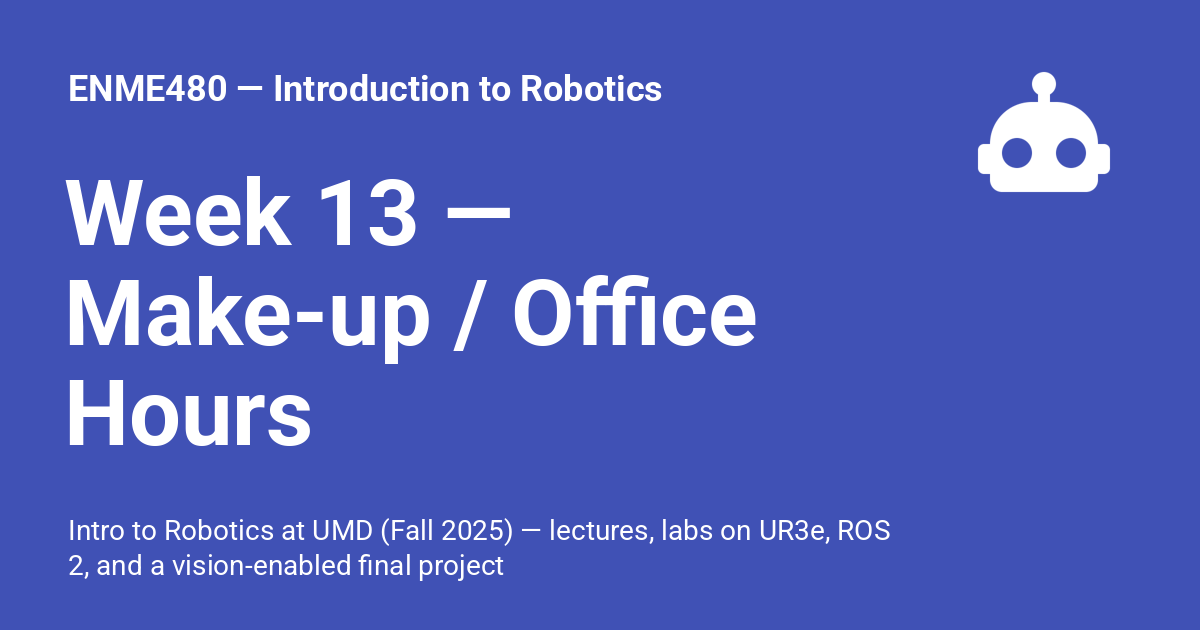 ENME480 — Introduction to Robotics
Week 13 —
Make-up / Office
Hours
Intro to Robotics at UMD (Fall 2025) — lectures, labs on UR3e, ROS
2, and a vision-enabled final project